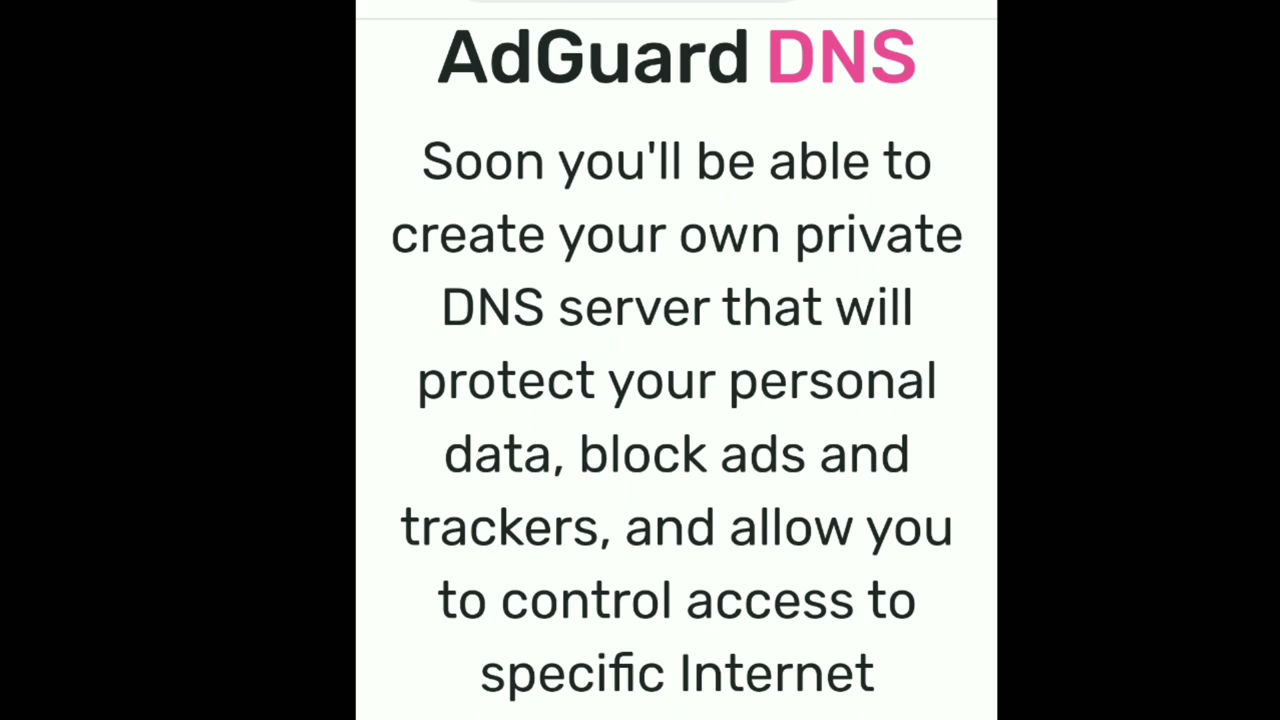 AdGuard DNS
Soon you'll be able to
create your own private
DNS server that will
protect your personal
data, block ads and
trackers, and allow you
to control access to
specific Internet